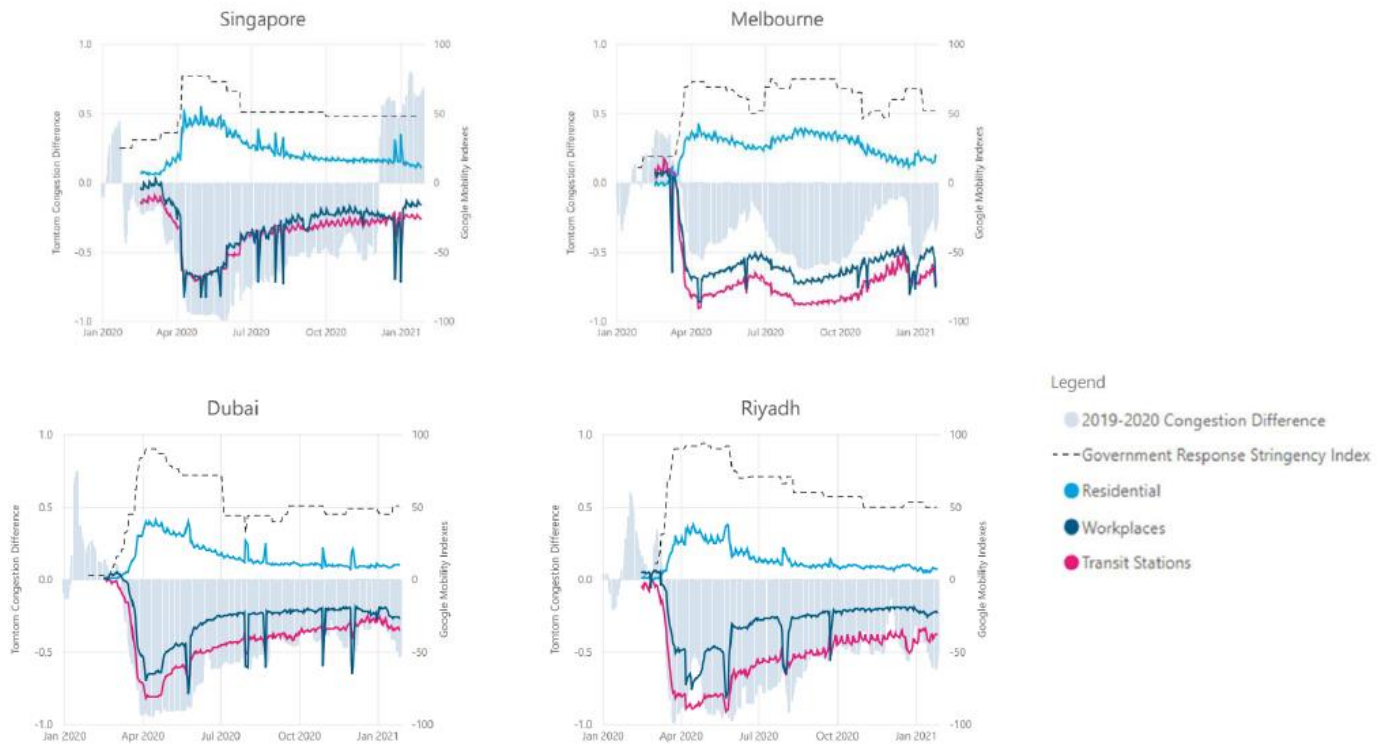 Singapore
1.0
0.5
0.0
-0.5
-1.0
Tomtom Congestion Difference
100
50
0
-50
-100
Google Mobility Indexes
Jan 2020 Apr 2020 Jul 2020 Oct 2020 Jan 2021
Melbourne
1.0
0.5
0.0
-0.5
-1.0
Tomtom Congestion Difference
100
50
0
-50
-100
Google Mobility Indexes
Jan 2020 Apr 2020 Jul 2020 Oct 2020 Jan 2021
Dubai
1.0
0.5
0.0
-0.5
-1.0
Tomtom Congestion Difference
100
50
0
-50
-100
Google Mobility Indexes
Jan 2020 Apr 2020 Jul 2020 Oct 2020 Jan 2021
Riyadh
1.0
0.5
0.0
-0.5
-1.0
Tomtom Congestion Difference
100
50
0
-50
-100
Google Mobility Indexes
Jan 2020 Apr 2020 Jul 2020 Oct 2020 Jan 2021
Legend
2019-2020 Congestion Difference
Government Response Stringency Index
Residential
Workplaces
Transit Stations